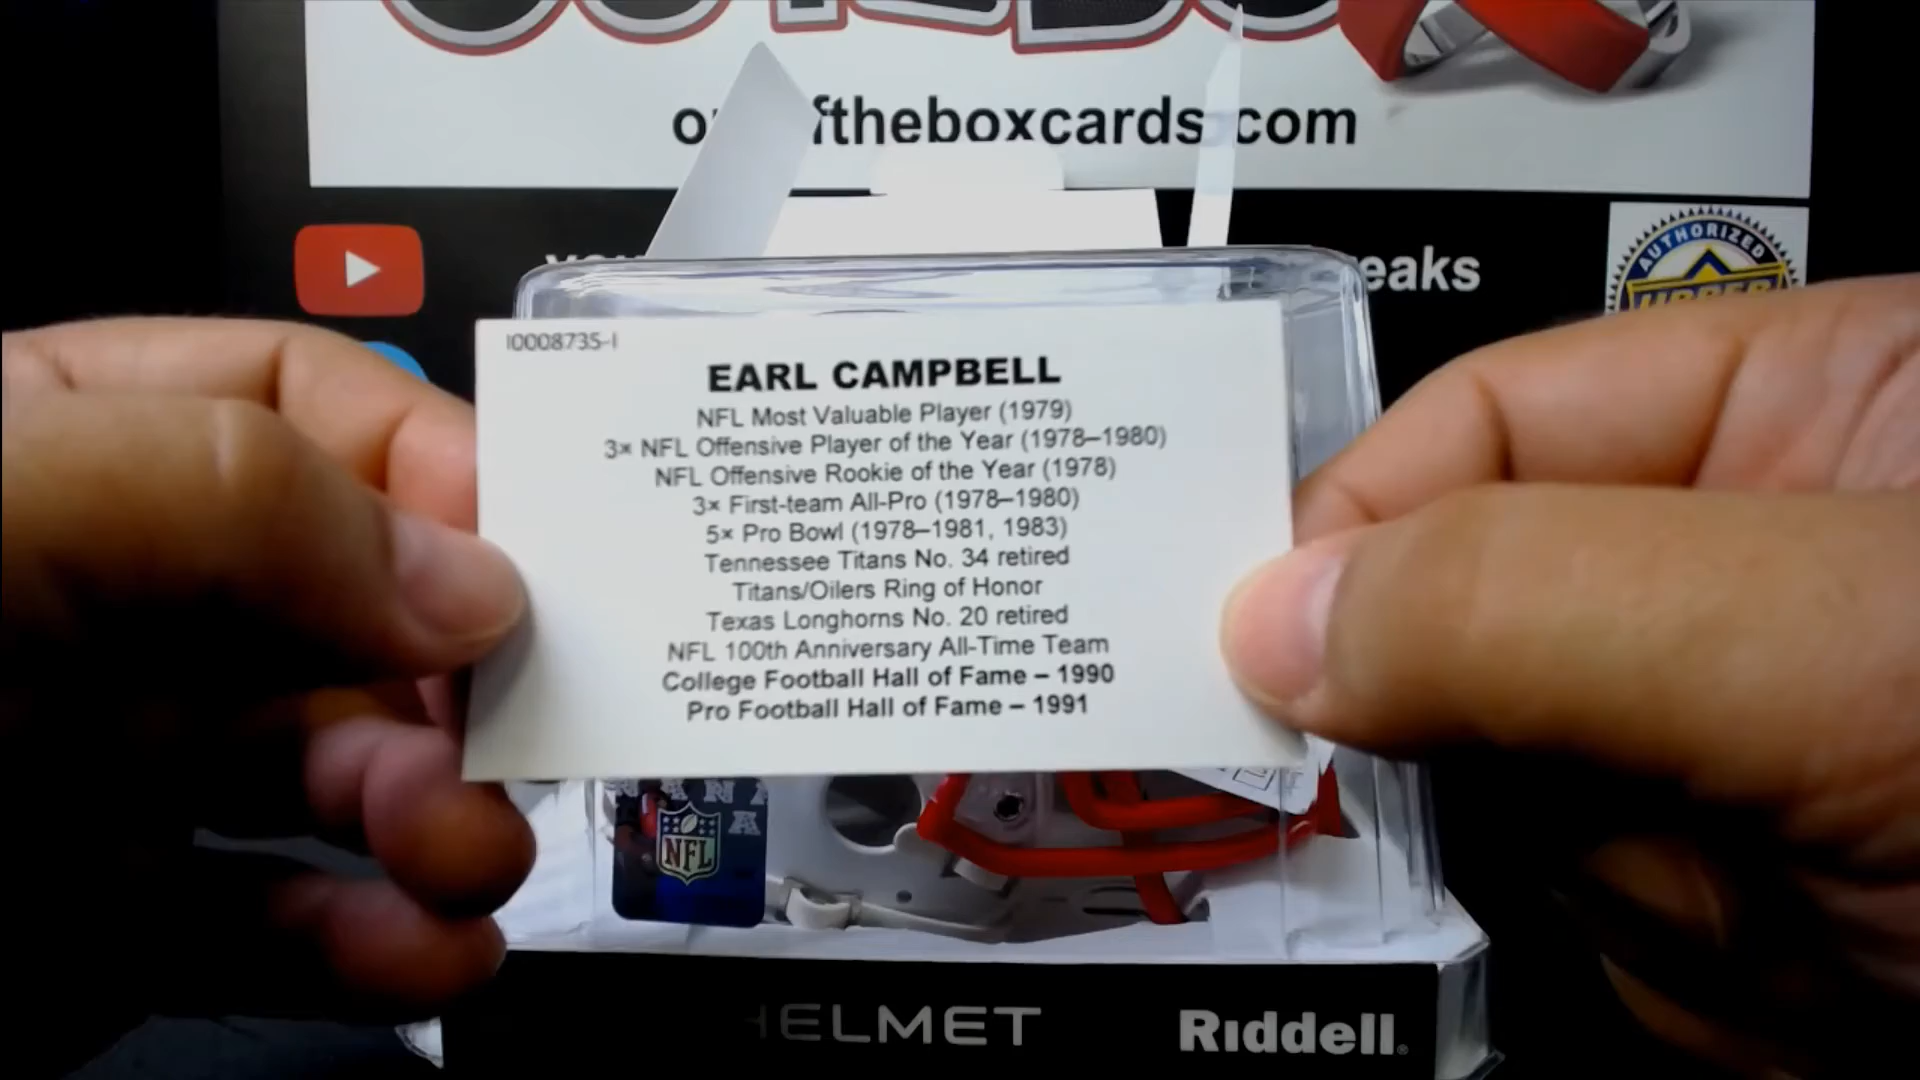 ftheboxcards com
eaks
AUTHORIZED
UPPER
I0008735-I
EARL CAMPBELL
NFL Most Valuable Player (1979)
3× NFL Offensive Player of the Year (1978–1980)
NFL Offensive Rookie of the Year (1978)
3× First-team All-Pro (1978–1980)
5× Pro Bowl (1978–1981, 1983)
Tennessee Titans No. 34 retired
Titans/Oilers Ring of Honor
Texas Longhorns No. 20 retired
NFL 100th Anniversary All-Time Team
College Football Hall of Fame – 1990
Pro Football Hall of Fame – 1991
NFL
HELMET
Riddell